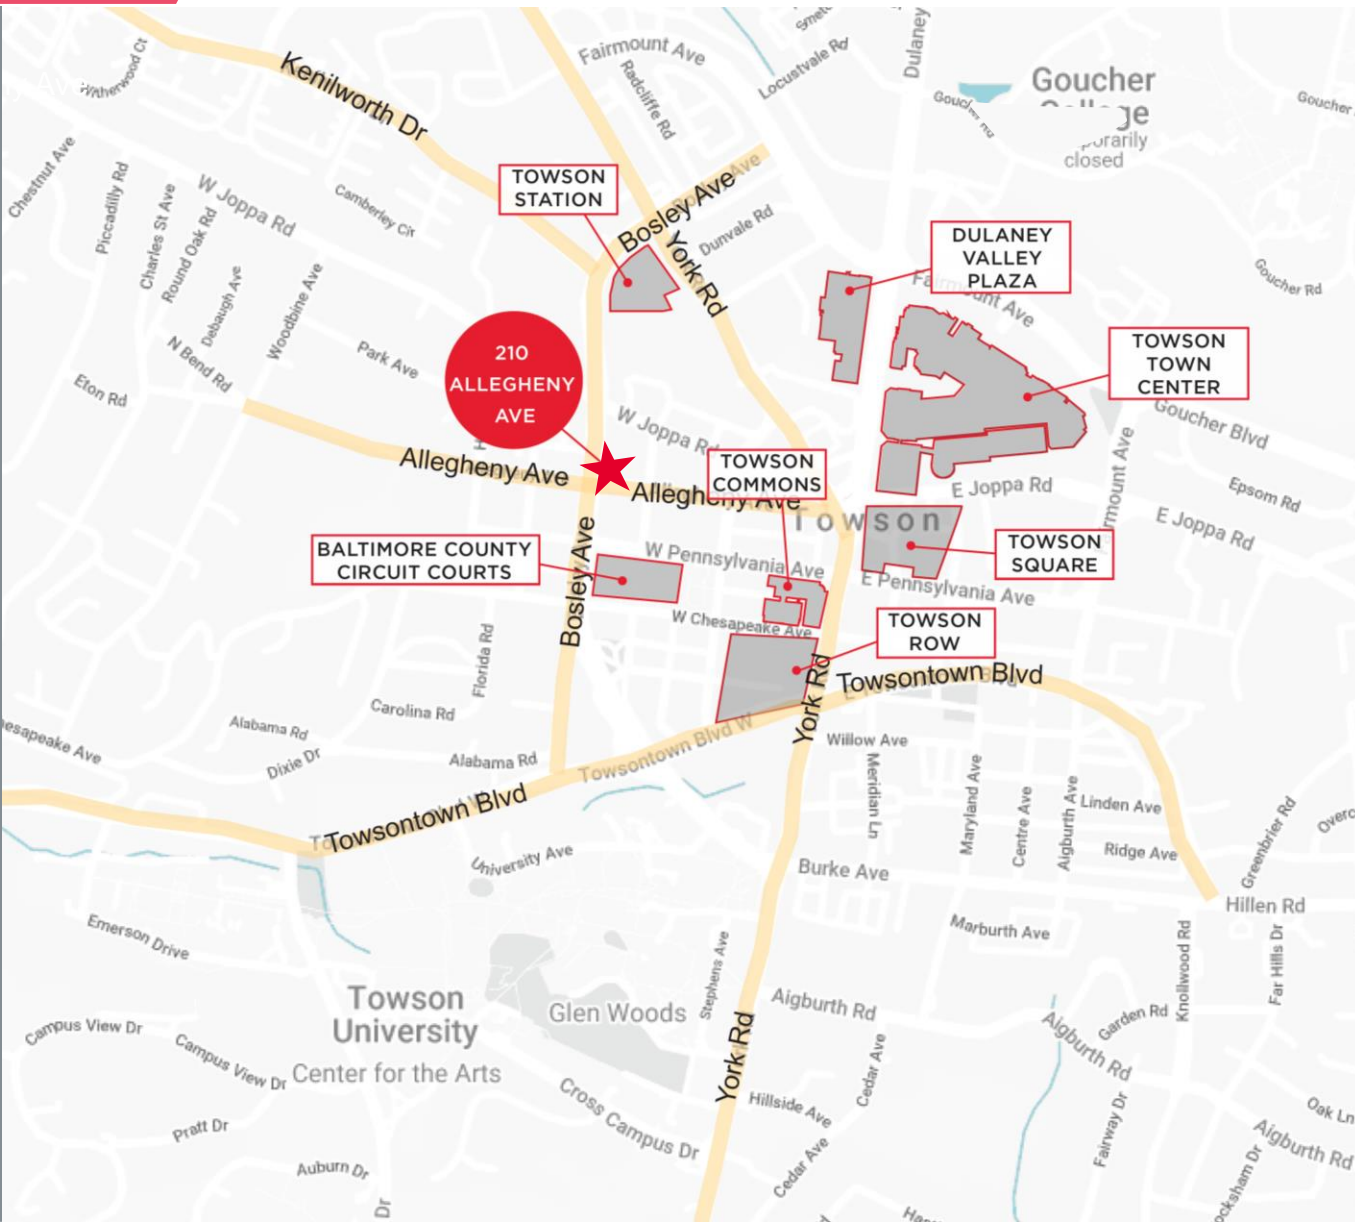 Kenilworth Dr
Fairmount Ave
Radcliffe Rd
Locustvale Rd
Dulaney
Goucher
College
closed
Goucher
Witherwood Ct
Chestnut Ave
Piccadilly Rd
Charles St Ave
Round Oak Rd
W Joppa Rd
Camberley Cir
Debaugh Ave
Woodbine Ave
N Bend Rd
Eton Rd
Park Ave
TOWSON
STATION
Bosley Ave
York Rd
Dunvale Rd
DULANEY
VALLEY
PLAZA
Fairmount Ave
Goucher Rd
TOWSON
TOWN
CENTER
Goucher Blvd
210
ALLEGHENY
AVE
W Joppa Rd
Allegheny Ave
Allegheny Ave
TOWSON
COMMONS
Towson
E Joppa Rd
Epsom Rd
E Joppa Rd
Fairmount Ave
TOWSON
SQUARE
BALTIMORE COUNTY
CIRCUIT COURTS
Bosley Ave
W Pennsylvania Ave
E Pennsylvania Ave
W Chesapeake Ave
TOWSON
ROW
Florida Rd
Carolina Rd
Alabama Rd
Dixie Dr
Alabama Rd
esapeake Ave
Towsontown Blvd
York Rd
Towsontown Blvd W
Towsontown Blvd
Willow Ave
Meridian Ln
Maryland Ave
Centre Ave
Aigburth Ave
Linden Ave
Ridge Ave
Greenbrier Rd
Burke Ave
University Ave
Hillen Rd
Marburth Ave
Knollwood Rd
Far Hills Dr
Emerson Drive
Stephens Ave
Towson
University
Center for the Arts
Glen Woods
Aigburth Rd
Garden Rd
Aigburth Rd
Campus View Dr
Campus View Dr
York Rd
Cedar Ave
Hillside Ave
Cross Campus Dr
Pratt Dr
Auburn Dr
Dr
Cedar Ave
Fairway Dr
Oak Ln
Aigburth Rd
ocksham Dr